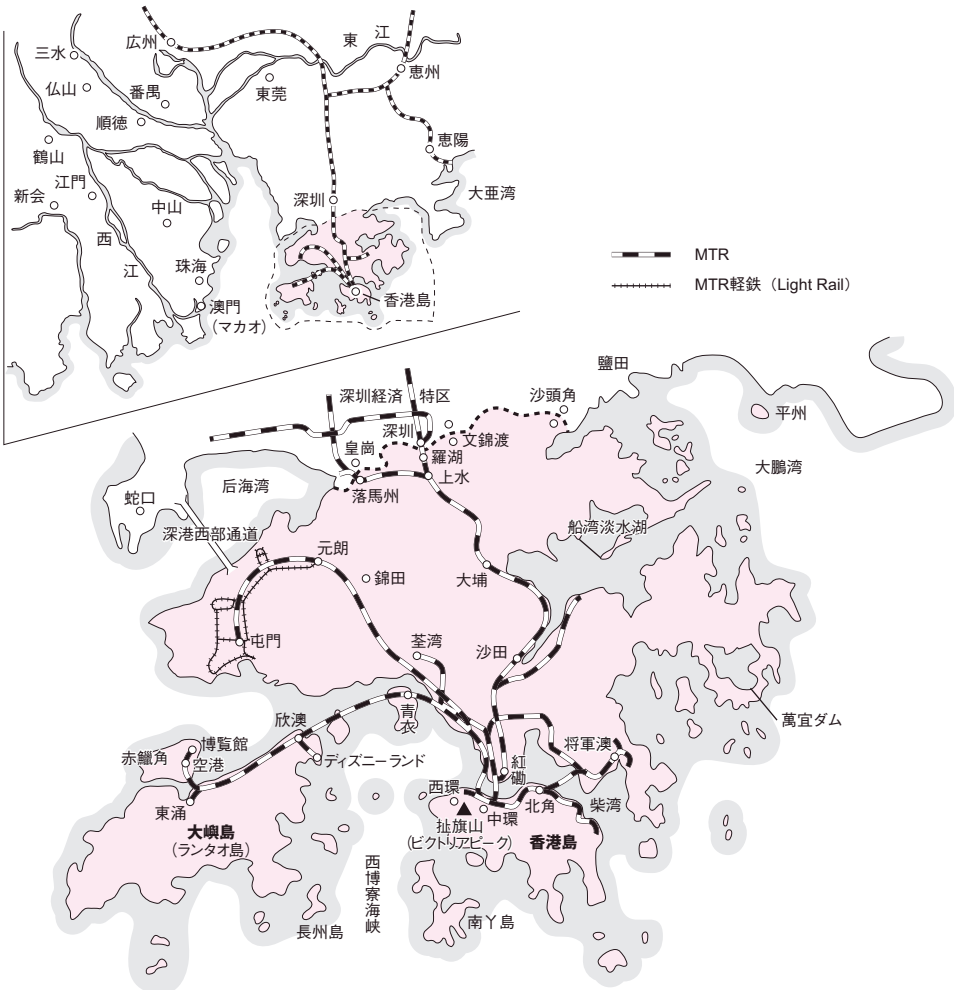 広州
東
江
三水
恵州
仏山
番禺
東莞
順徳
恵陽
鶴山
江門
新会
中山
深圳
大亜湾
西
江
珠海
澳門
（マカオ）
香港島
MTR
MTR軽鉄（Light Rail）
鹽田
深圳経済
特区
沙頭角
平州
深圳
文錦渡
皇崗
羅湖
上水
落馬州
大鵬湾
后海湾
蛇口
深港西部通道
船湾淡水湖
元朗
錦田
大埔
屯門
荃湾
沙田
萬宜ダム
青
衣
欣澳
将軍澳
博覧館
赤鱲角
空港
ディズニーランド
紅
磡
西環
北角
柴湾
東涌
中環
扯旗山
（ビクトリアピーク）
香港島
大嶼島
（ランタオ島）
西博寮海峡
長州島
南丫島